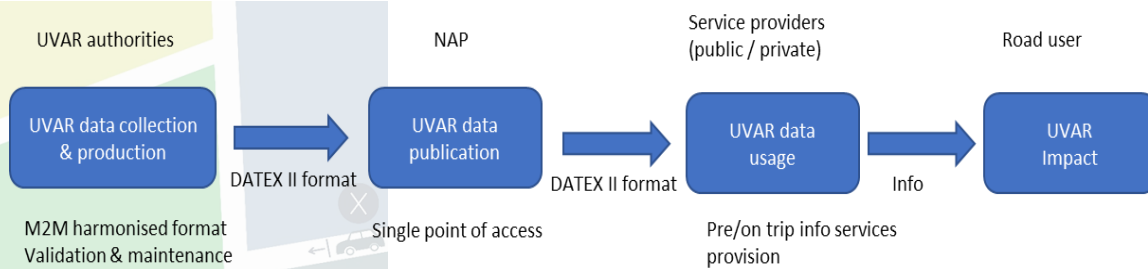 UVAR authorities
NAP
Service providers
(public / private)
Road user
UVAR data collection
& production
UVAR data
publication
UVAR data
usage
UVAR
Impact
DATEX II format
DATEX II format
Info
M2M harmonised format
Validation & maintenance
Single point of access
Pre/on trip info services
provision